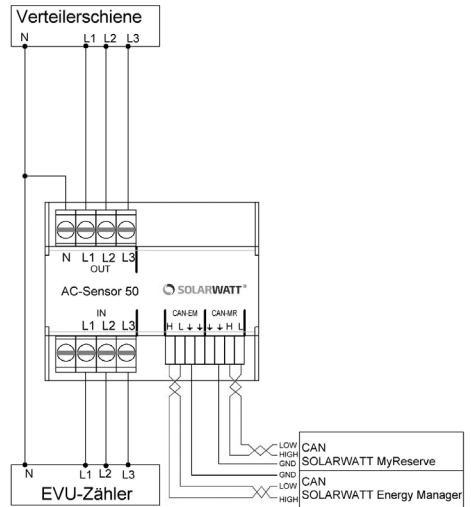 Verteilerschiene
N L1 L2 L3
N L1 L2 L3
OUT
AC-Sensor 50
SOLARWATT®
IN
L1 L2 L3
CAN-EM CAN-MR
H L ⏚ ⏚ ⏚ ⏚ H L
LOW
HIGH
GND
CAN
SOLARWATT MyReserve
GND
LOW
HIGH
CAN
SOLARWATT Energy Manager
N L1 L2 L3
EVU-Zähler